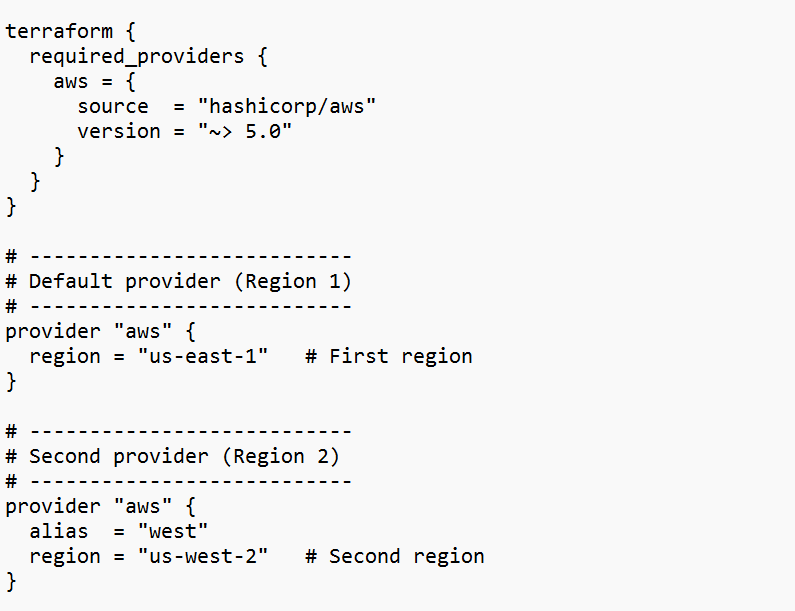 terraform {
  required_providers {
    aws = {
      source  = "hashicorp/aws"
      version = "~> 5.0"
    }
  }
}

# ---------------------------
# Default provider (Region 1)
# ---------------------------
provider "aws" {
  region = "us-east-1"   # First region
}

# ---------------------------
# Second provider (Region 2)
# ---------------------------
provider "aws" {
  alias  = "west"
  region = "us-west-2"   # Second region
}